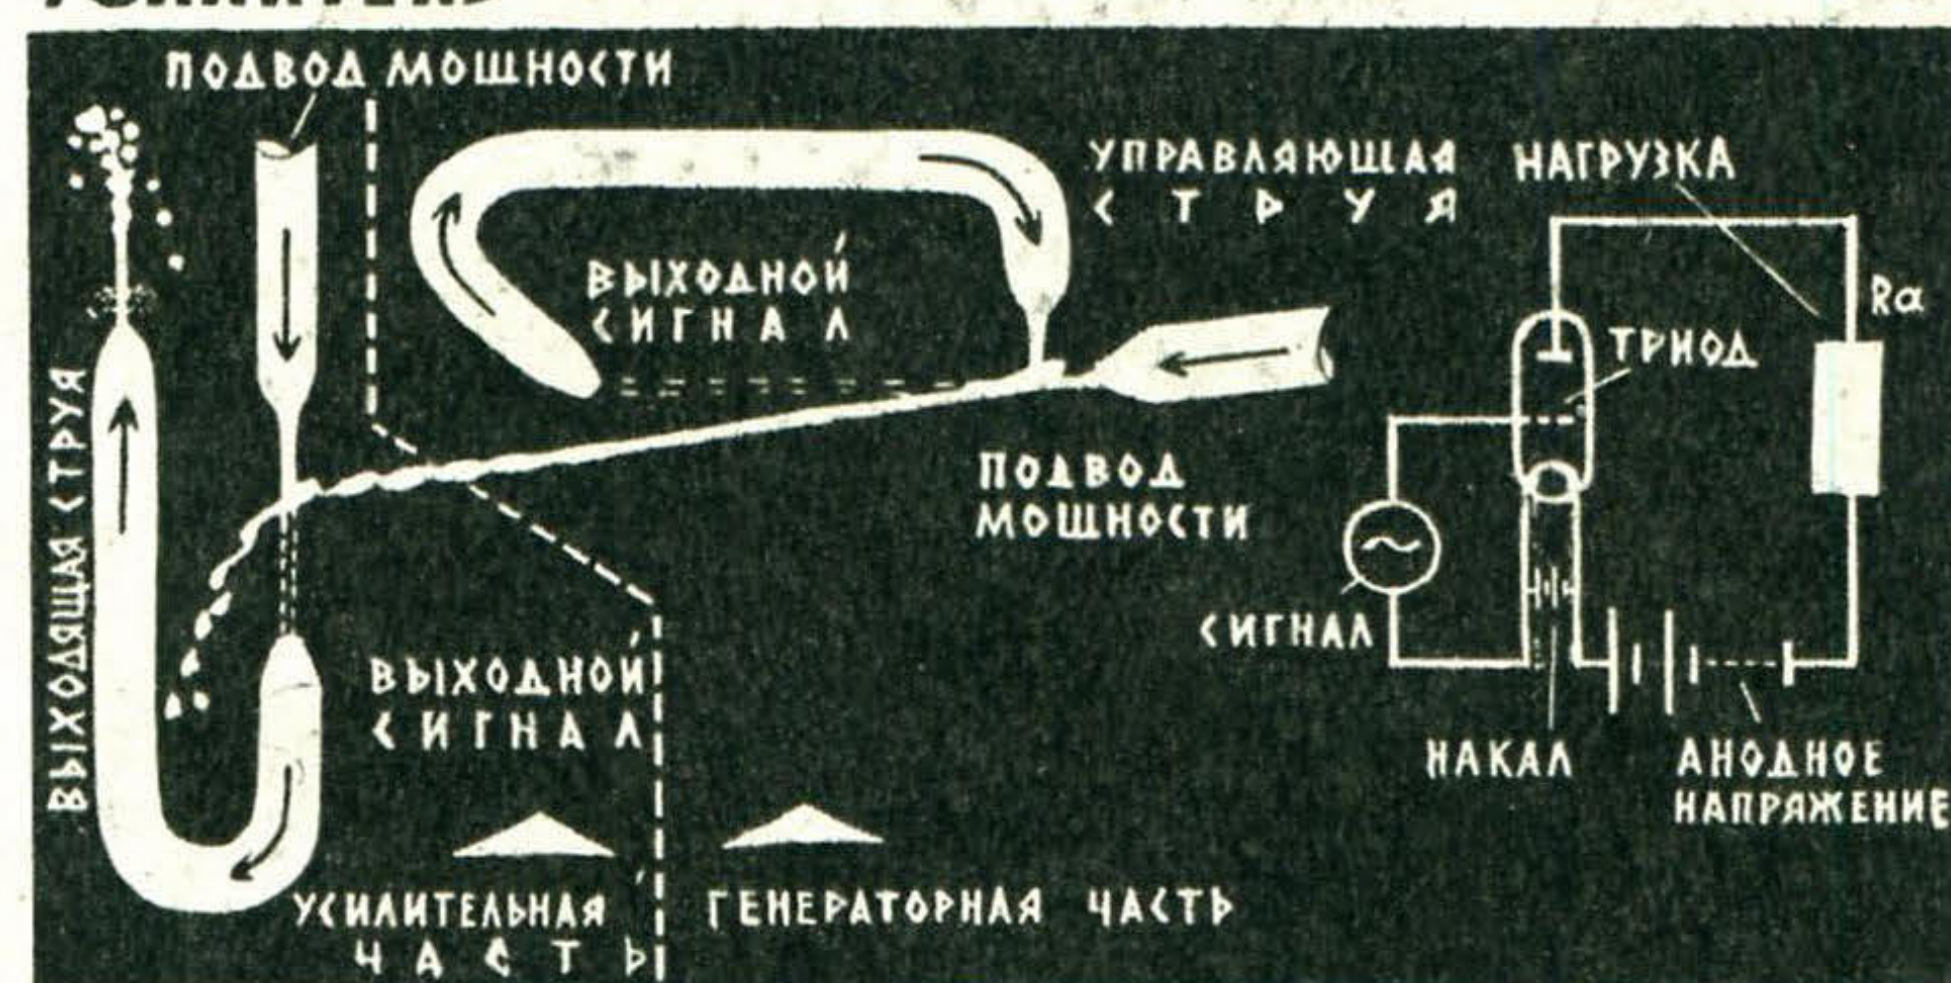 ПОДВОД МОЩНОСТИ
УПРАВЛЯЮЩАЯ
СТРУЯ
НАГРУЗКА
ВЫХОДНОЙ
СИГНАЛ
Rα
ТРИОД
ВЫХОДЯЩАЯ СТРУЯ
ПОДВОД
МОЩНОСТИ
СИГНАЛ
ВЫХОДНОЙ
СИГНАЛ
НАКАЛ
АНОДНОЕ
НАПРЯЖЕНИЕ
УСИЛИТЕЛЬНАЯ
ЧАСТЬ
ГЕНЕРАТОРНАЯ ЧАСТЬ